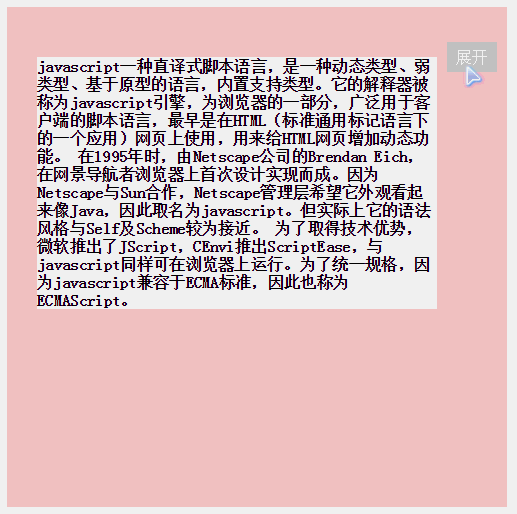 展开
javascript一种直译式脚本语言，是一种动态类型、弱
类型、基于原型的语言，内置支持类型。它的解释器被
称为javascript引擎，为浏览器的一部分，广泛用于客
户端的脚本语言，最早是在HTML（标准通用标记语言下
的一个应用）网页上使用，用来给HTML网页增加动态功
能。 在1995年时，由Netscape公司的Brendan Eich，
在网景导航者浏览器上首次设计实现而成。因为
Netscape与Sun合作，Netscape管理层希望它外观看起
来像Java，因此取名为javascript。但实际上它的语法
风格与Self及Scheme较为接近。 为了取得技术优势，
微软推出了JScript，CEnvi推出ScriptEase，与
javascript同样可在浏览器上运行。为了统一规格，因
为javascript兼容于ECMA标准，因此也称为
ECMAScript。